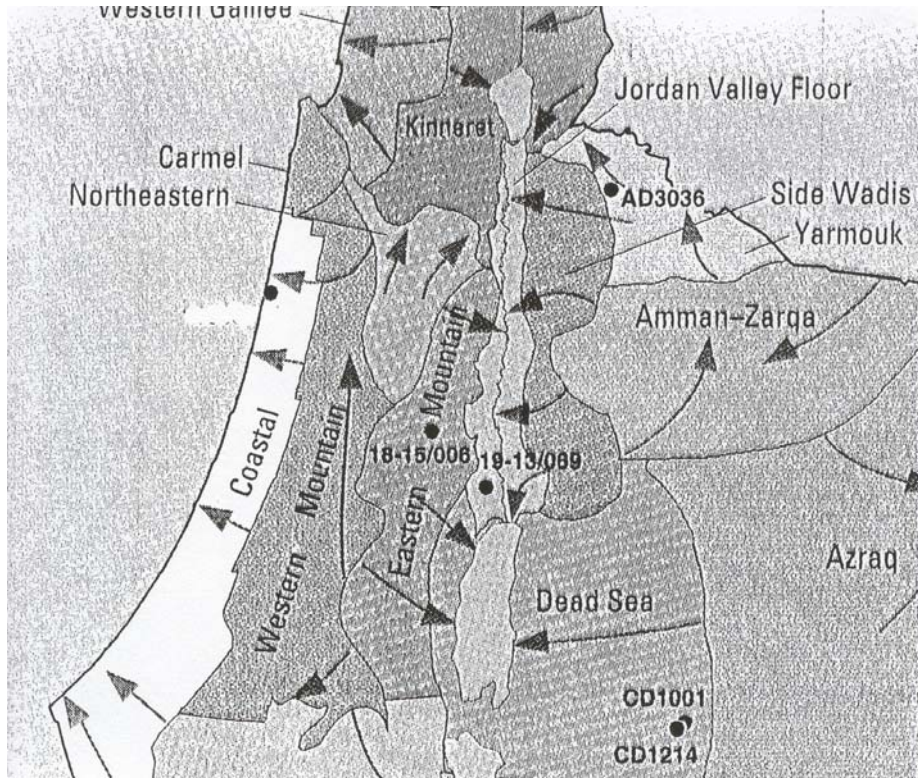 Western Galilee
Jordan Valley Floor
Kinneret
Carmel
Northeastern
AD3036
Side Wadis
Yarmouk
Amman–Zarqa
Mountain
18-15/006
19-13/069
Coastal
Western Mountain
Eastern
Azraq
Dead Sea
CD1001
CD1214